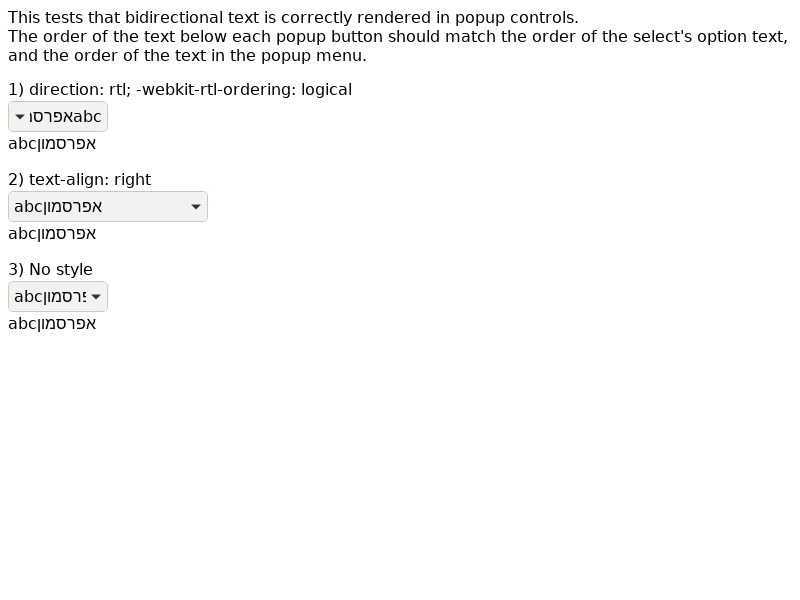 This tests that bidirectional text is correctly rendered in popup controls.
The order of the text below each popup button should match the order of the select's option text,
and the order of the text in the popup menu.
1) direction: rtl; -webkit-rtl-ordering: logical
abcאפרסמו
abcאפרסמון
2) text-align: right
abcאפרסמון
abcאפרסמון
3) No style
abcפרסמון
abcאפרסמון